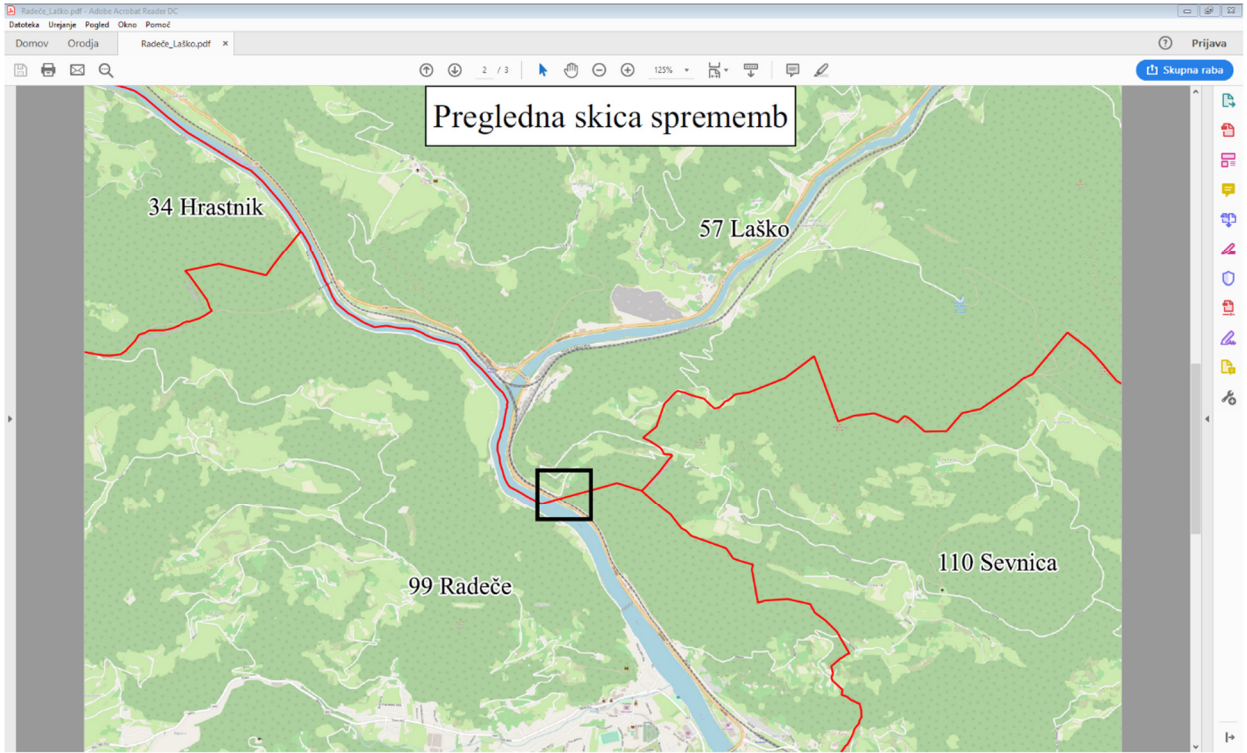 Radeče_Laško.pdf - Adobe Acrobat Reader DC
Datoteka Urejanje Pogled Okno Pomoč
Domov Orodja Radeče_Laško.pdf × ? Prijava
2 / 3 125% Skupna raba
Pregledna skica sprememb
34 Hrastnik
57 Laško
110 Sevnica
99 Radeče